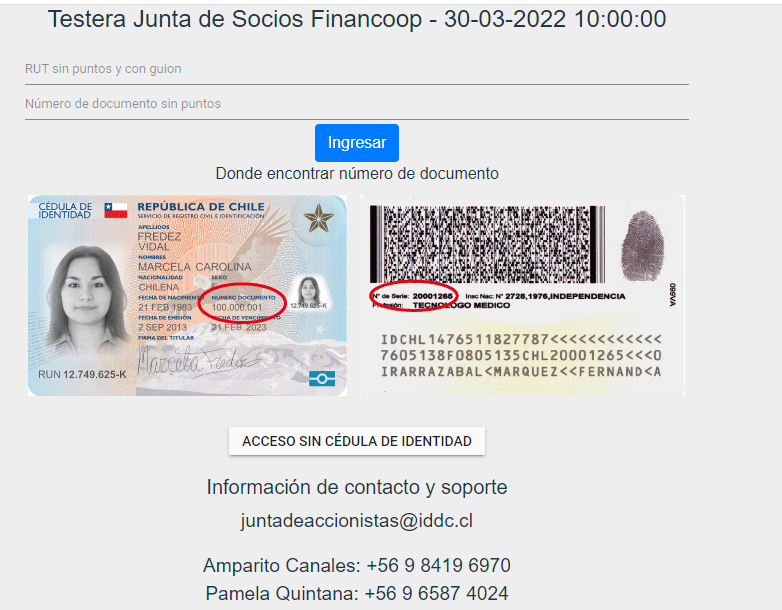 Testera Junta de Socios Financoop - 30-03-2022 10:00:00
RUT sin puntos y con guion
Número de documento sin puntos
Ingresar
Donde encontrar número de documento
CÉDULA DE
IDENTIDAD
REPÚBLICA DE CHILE
SERVICIO DE REGISTRO CIVIL E IDENTIFICACIÓN
APELLIDOS
FREDEZ
VIDAL
NOMBRES
MARCELA CAROLINA
NACIONALIDAD SEXO
CHILENA F
FECHA DE NACIMIENTO NÚMERO DOCUMENTO
21 FEB 1983 100.000.001
12.749.625-K
FECHA DE EMISIÓN FECHA DE VENCIMIENTO
2 SEP 2013 21 FEB 2023
FIRMA DEL TITULAR
Marcela Fredez
RUN 12.749.625-K
N° de Serie: 20001265 Insc Nac: N° 2728,1976,INDEPENDENCIA
Profesión: TECNOLOGO MEDICO
IDCHL1476511827787<<<<<<<<<<<<
7605138F0805135CHL20001265<<<0
IRARRAZABAL<MARQUEZ<<FERNAND<A
ACCESO SIN CÉDULA DE IDENTIDAD
Información de contacto y soporte
juntadeaccionistas@iddc.cl
Amparito Canales: +56 9 8419 6970
Pamela Quintana: +56 9 6587 4024